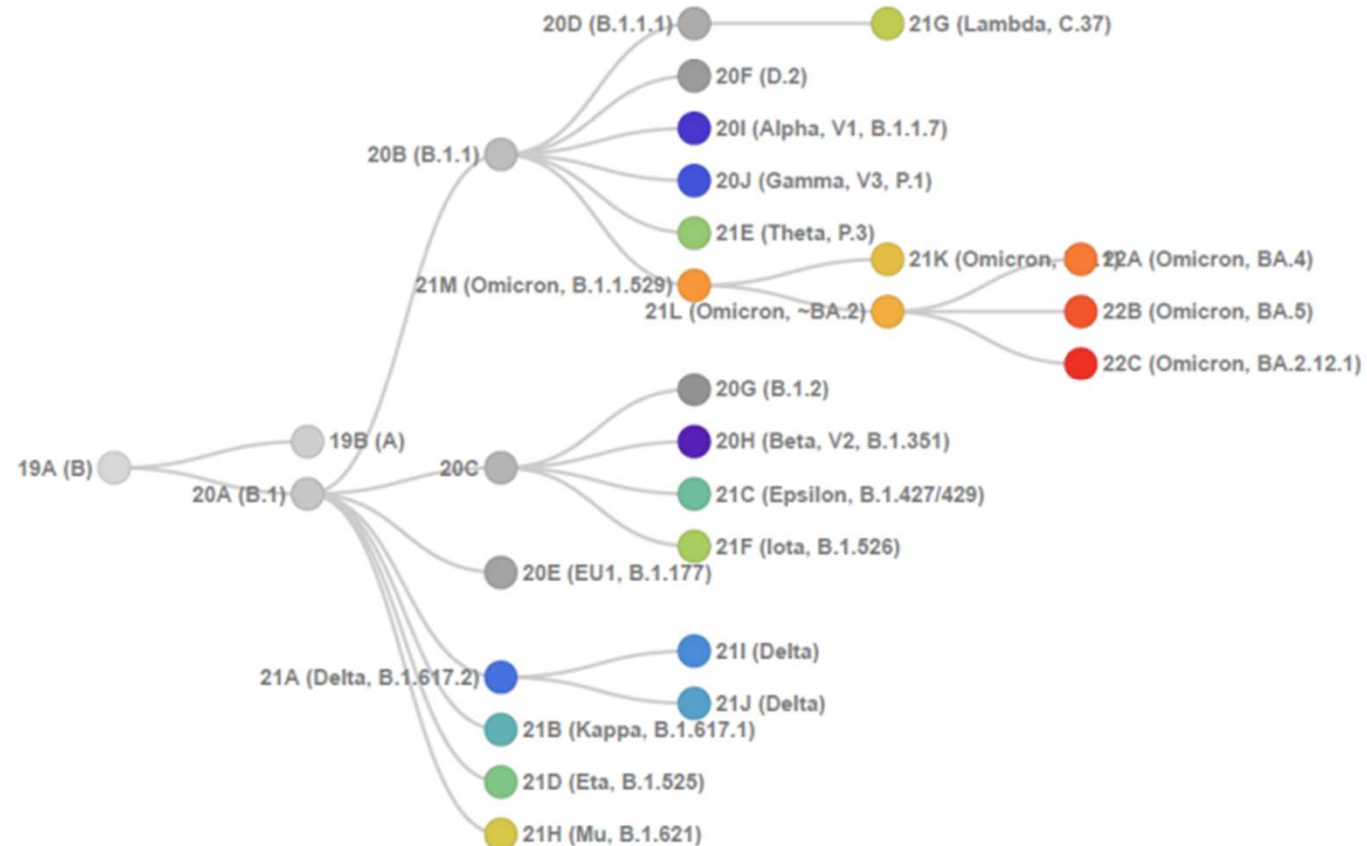 20D (B.1.1.1)
21G (Lambda, C.37)
20F (D.2)
20I (Alpha, V1, B.1.1.7)
20B (B.1.1)
20J (Gamma, V3, P.1)
21E (Theta, P.3)
21K (Omicron,
22A (Omicron, BA.4)
21M (Omicron, B.1.1.529)
21L (Omicron, ~BA.2)
22B (Omicron, BA.5)
22C (Omicron, BA.2.12.1)
20G (B.1.2)
19B (A)
20H (Beta, V2, B.1.351)
19A (B)
20C
20A (B.1)
21C (Epsilon, B.1.427/429)
21F (Iota, B.1.526)
20E (EU1, B.1.177)
21I (Delta)
21A (Delta, B.1.617.2)
21J (Delta)
21B (Kappa, B.1.617.1)
21D (Eta, B.1.525)
21H (Mu, B.1.621)